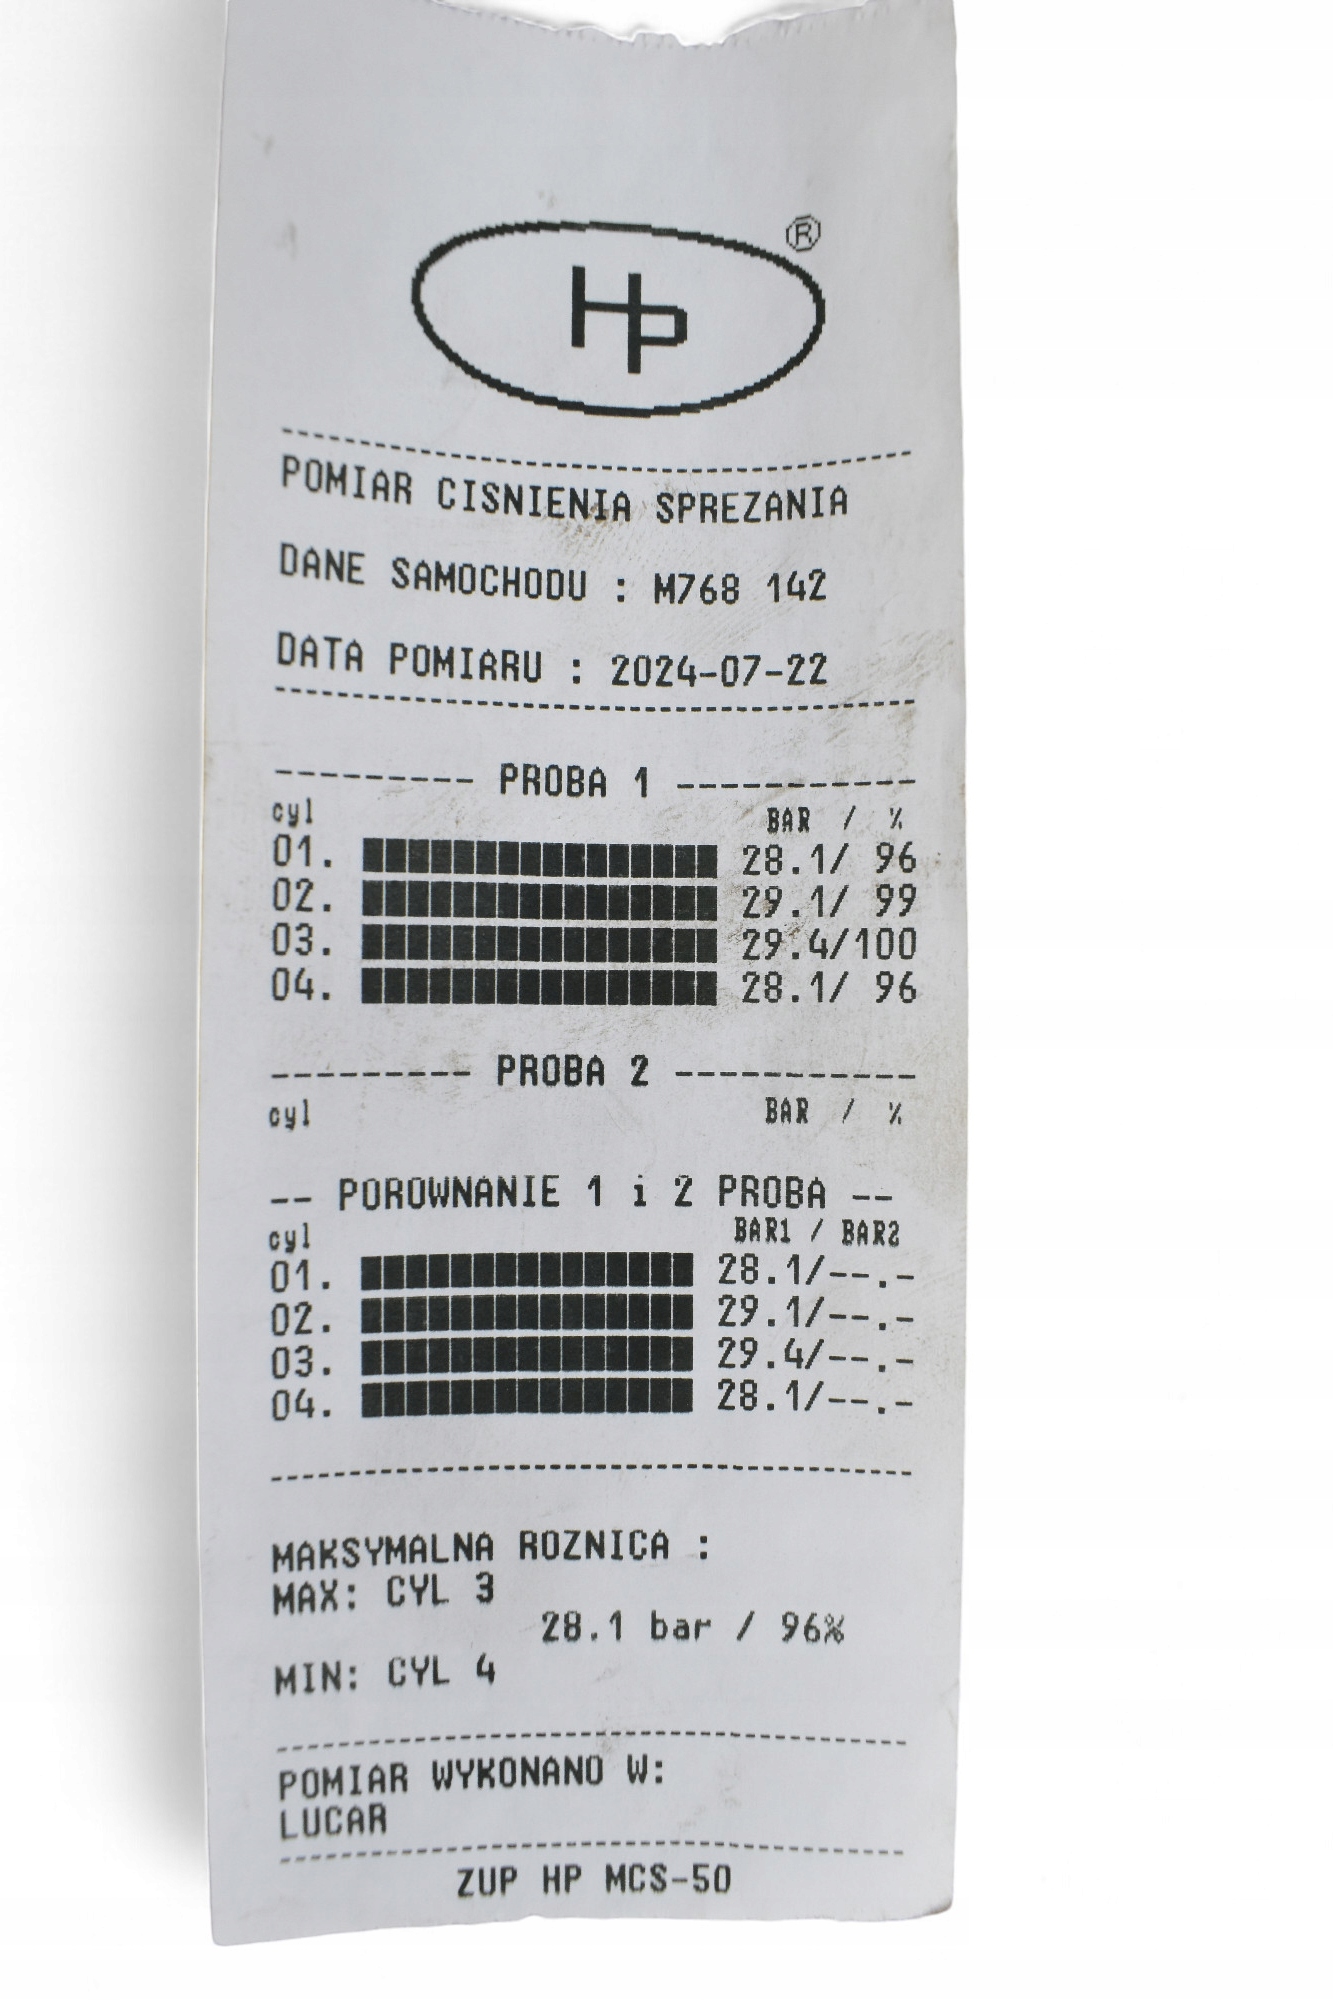 HP ®
POMIAR CISNIENIA SPREZANIA
DANE SAMOCHODU : M768 142
DATA POMIARU : 2024-07-22
--------- PROBA 1 -----------
cyl BAR / %
01. 28.1/ 96
02. 29.1/ 99
03. 29.4/100
04. 28.1/ 96
--------- PROBA 2 -----------
cyl BAR / %
-- POROWNANIE 1 i 2 PROBA --
cyl BAR1 / BAR2
01. 28.1/--.-
02. 29.1/--.-
03. 29.4/--.-
04. 28.1/--.-
MAKSYMALNA ROZNICA :
MAX: CYL 3
28.1 bar / 96%
MIN: CYL 4
POMIAR WYKONANO W:
LUCAR
ZUP HP MCS-50